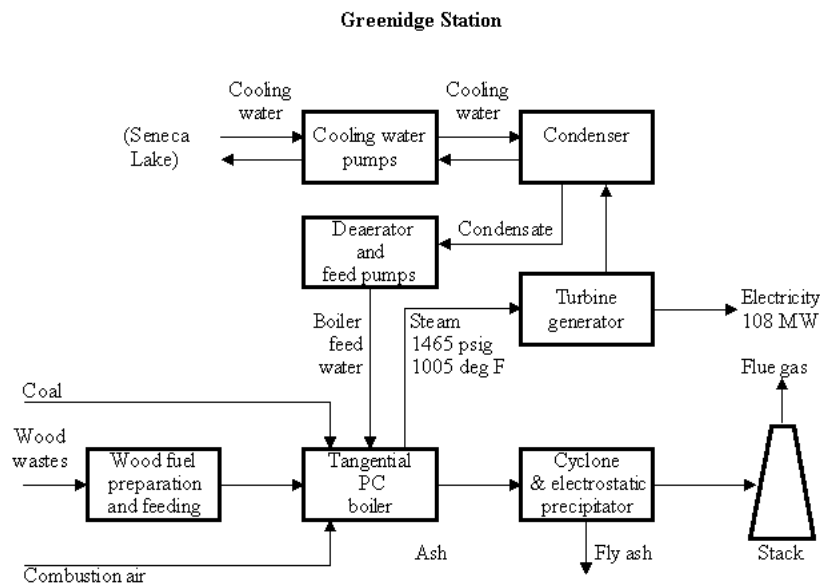 Greenidge Station
Cooling
water
Cooling
water
(Seneca
Lake)
Cooling water
pumps
Condenser
Deaerator
and
feed pumps
Condensate
Turbine
generator
Electricity
108 MW
Boiler
feed
water
Steam
1465 psig
1005 deg F
Flue gas
Coal
Wood
wastes
Wood fuel
preparation
and feeding
Tangential
PC
boiler
Cyclone
& electrostatic
precipitator
Combustion air
Ash
Fly ash
Stack